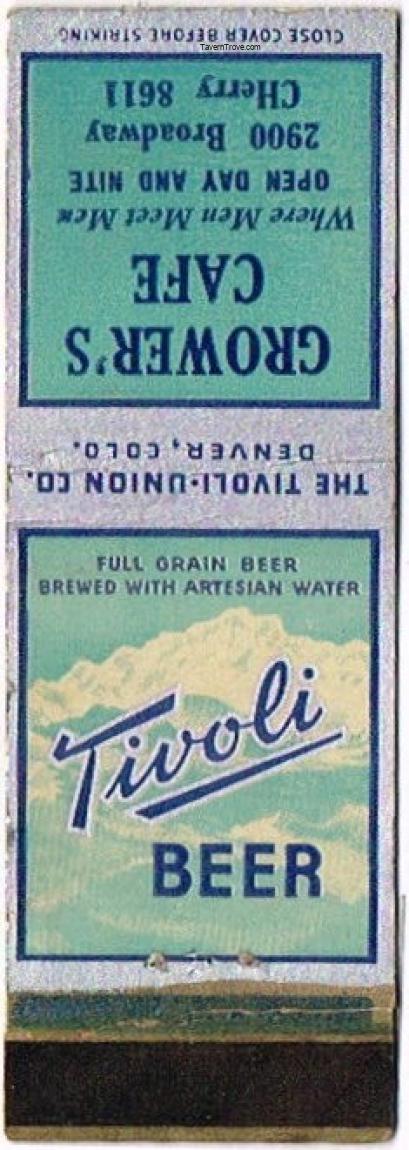 CLOSE COVER BEFORE STRIKING
TavernTrove.com
GROWER'S
CAFE
Where Men Meet Men
OPEN DAY AND NITE
2900 Broadway
CHerry 8611
THE TIVOLI-UNION CO.
DENVER, COLO.
FULL GRAIN BEER
BREWED WITH ARTESIAN WATER
Tivoli
BEER